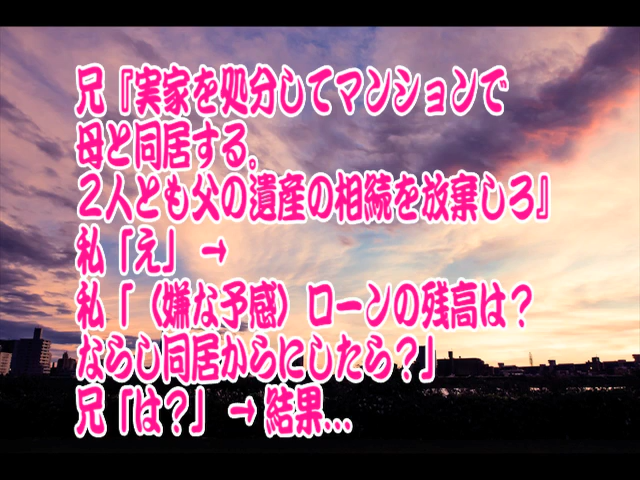 兄『実家を処分してマンションで
母と同居する。
２人とも父の遺産の相続を放棄しろ』
私「え」 →
私「（嫌な予感）ローンの残高は？
ならし同居からにしたら？」
兄「は？」 →結果…